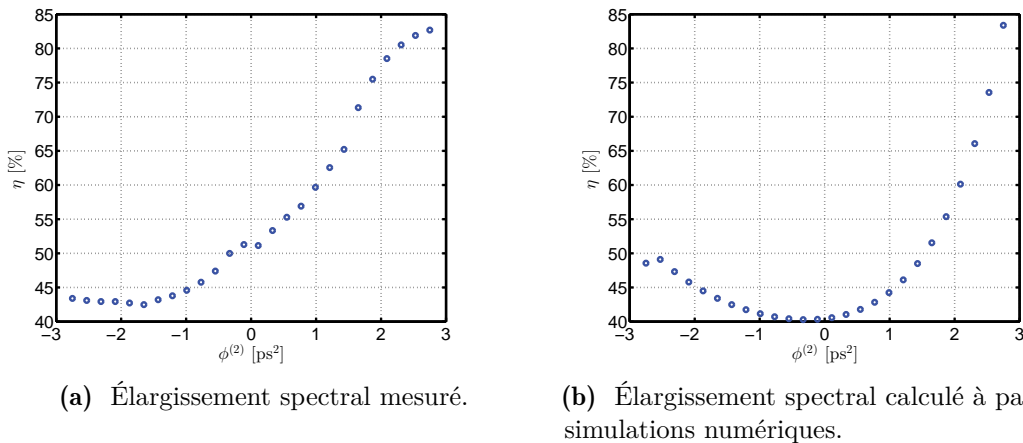 85
80
75
70
65
60
55
50
45
40
η [%]
−3 −2 −1 0 1 2 3
ϕ(2) [ps²]
(a) Élargissement spectral mesuré.
85
80
75
70
65
60
55
50
45
40
η [%]
−3 −2 −1 0 1 2 3
ϕ(2) [ps²]
(b) Élargissement spectral calculé à pa
simulations numériques.